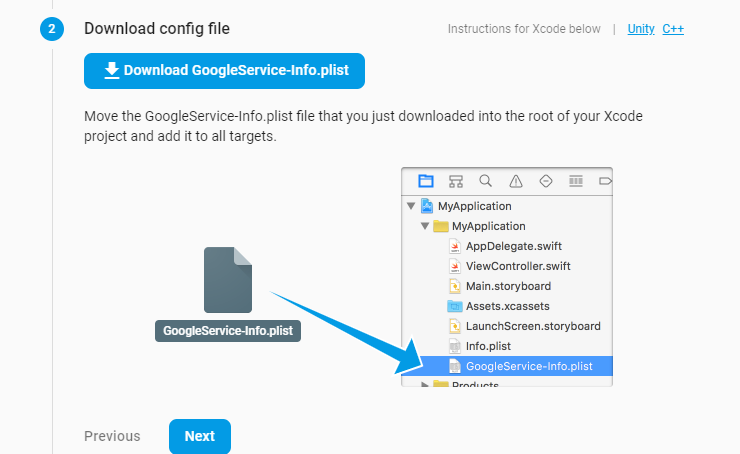 2 Download config file Instructions for Xcode below | Unity C++
Download GoogleService-Info.plist
Move the GoogleService-Info.plist file that you just downloaded into the root of your Xcode
project and add it to all targets.
MyApplication
MyApplication
AppDelegate.swift
ViewController.swift
Main.storyboard
Assets.xcassets
LaunchScreen.storyboard
Info.plist
GoogleService-Info.plist
Products
GoogleService-Info.plist
Previous Next